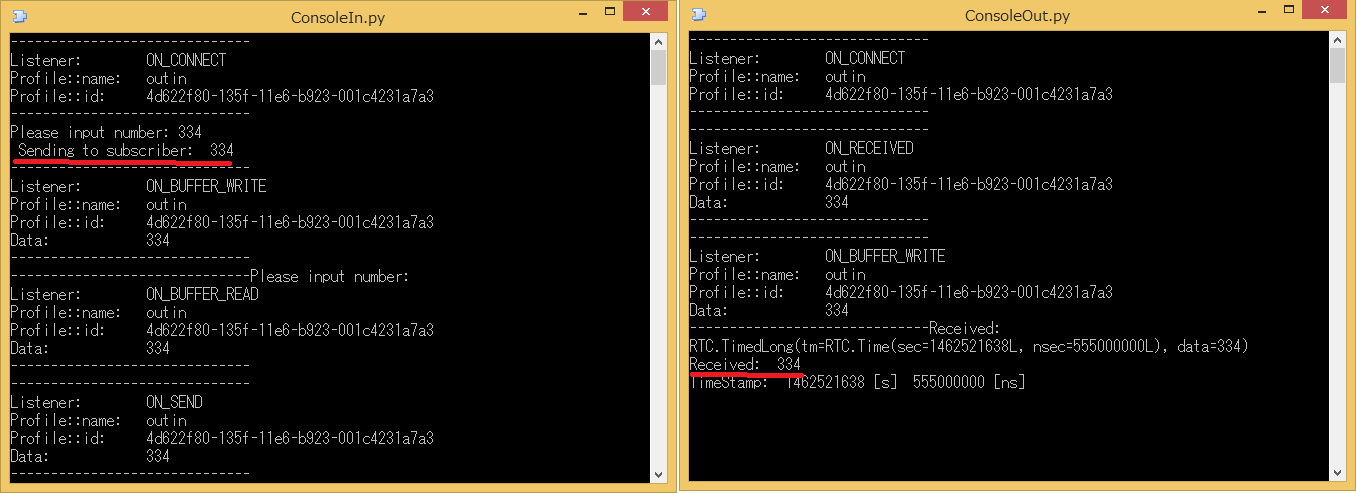 ConsoleIn.py
------------------------------
Listener:        ON_CONNECT
Profile::name:   outin
Profile::id:     4d622f80-135f-11e6-b923-001c4231a7a3
------------------------------
Please input number: 334
 Sending to subscriber:  334
------------------------------
Listener:        ON_BUFFER_WRITE
Profile::name:   outin
Profile::id:     4d622f80-135f-11e6-b923-001c4231a7a3
Data:            334
------------------------------
------------------------------Please input number:
Listener:        ON_BUFFER_READ
Profile::name:   outin
Profile::id:     4d622f80-135f-11e6-b923-001c4231a7a3
Data:            334
------------------------------
------------------------------
Listener:        ON_SEND
Profile::name:   outin
Profile::id:     4d622f80-135f-11e6-b923-001c4231a7a3
Data:            334
------------------------------
ConsoleOut.py
------------------------------
Listener:        ON_CONNECT
Profile::name:   outin
Profile::id:     4d622f80-135f-11e6-b923-001c4231a7a3
------------------------------
------------------------------
Listener:        ON_RECEIVED
Profile::name:   outin
Profile::id:     4d622f80-135f-11e6-b923-001c4231a7a3
Data:            334
------------------------------
------------------------------
Listener:        ON_BUFFER_WRITE
Profile::name:   outin
Profile::id:     4d622f80-135f-11e6-b923-001c4231a7a3
Data:            334
------------------------------Received:
RTC.TimedLong(tm=RTC.Time(sec=1462521638L, nsec=555000000L), data=334)
Received:  334
TimeStamp:  1462521638 [s]  555000000 [ns]